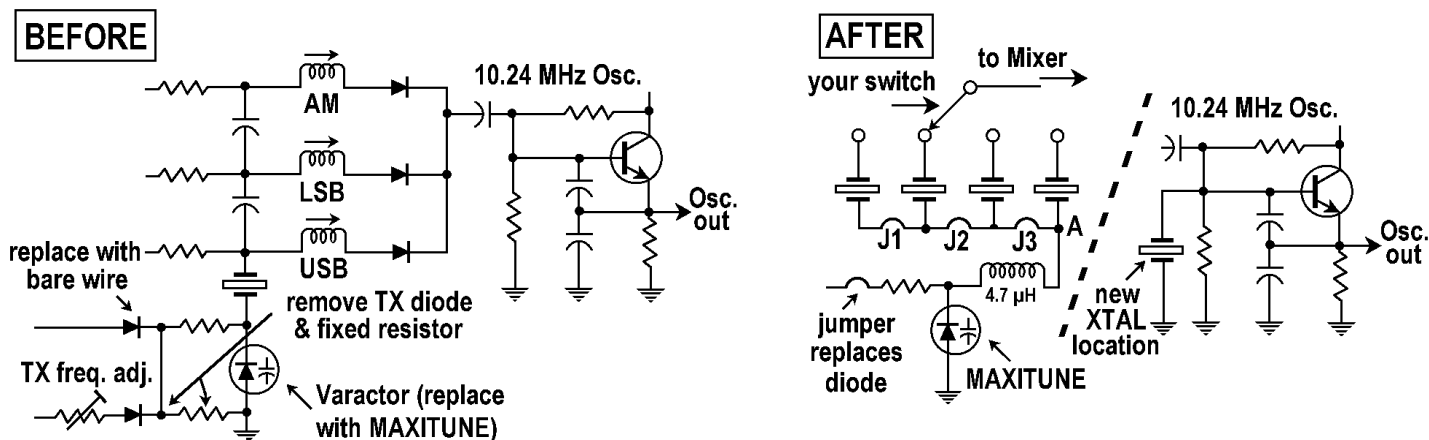 BEFORE
AM
LSB
USB
10.24 MHz Osc.
Osc.
out
replace with
bare wire
remove TX diode
& fixed resistor
TX freq. adj.
Varactor (replace
with MAXITUNE)
AFTER
your switch
to Mixer
J1
J2
J3
A
4.7 µH
jumper
replaces
diode
MAXITUNE
10.24 MHz Osc.
Osc.
out
new
XTAL
location